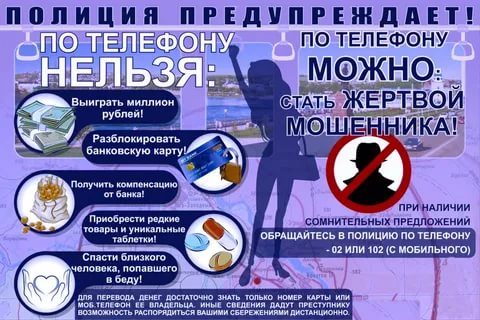 ПОЛИЦИЯ ПРЕДУПРЕЖДАЕТ!
ПО ТЕЛЕФОНУ
НЕЛЬЗЯ:
Выиграть миллион
рублей!
Разблокировать
банковскую карту!
Получить компенсацию
от банка!
Приобрести редкие
товары и уникальные
таблетки!
Спасти близкого
человека, попавшего
в беду!
ПО ТЕЛЕФОНУ
МОЖНО:
СТАТЬ ЖЕРТВОЙ
МОШЕННИКА!
ПРИ НАЛИЧИИ
СОМНИТЕЛЬНЫХ ПРЕДЛОЖЕНИЙ
ОБРАЩАЙТЕСЬ В ПОЛИЦИЮ ПО ТЕЛЕФОНУ
- 02 ИЛИ 102 (С МОБИЛЬНОГО)
ДЛЯ ПЕРЕВОДА ДЕНЕГ ДОСТАТОЧНО ЗНАТЬ ТОЛЬКО НОМЕР КАРТЫ ИЛИ
МОБ.ТЕЛЕФОН ЕЕ ВЛАДЕЛЬЦА. ИНЫЕ СВЕДЕНИЯ ДАДУТ ПРЕСТУПНИКУ
ВОЗМОЖНОСТЬ РАСПОРЯДИТЬСЯ ВАШИМИ СБЕРЕЖЕНИЯМИ ДИСТАНЦИОННО.